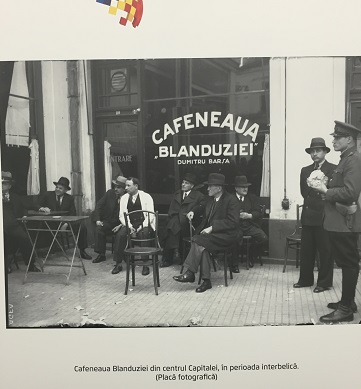 CAFENEAUA
„BLANDUZIEI"
DUMITRU BARSA
INTRARE
Cafeneaua Blanduziei din centrul Capitalei, în perioada interbelică.
(Placă fotografică)